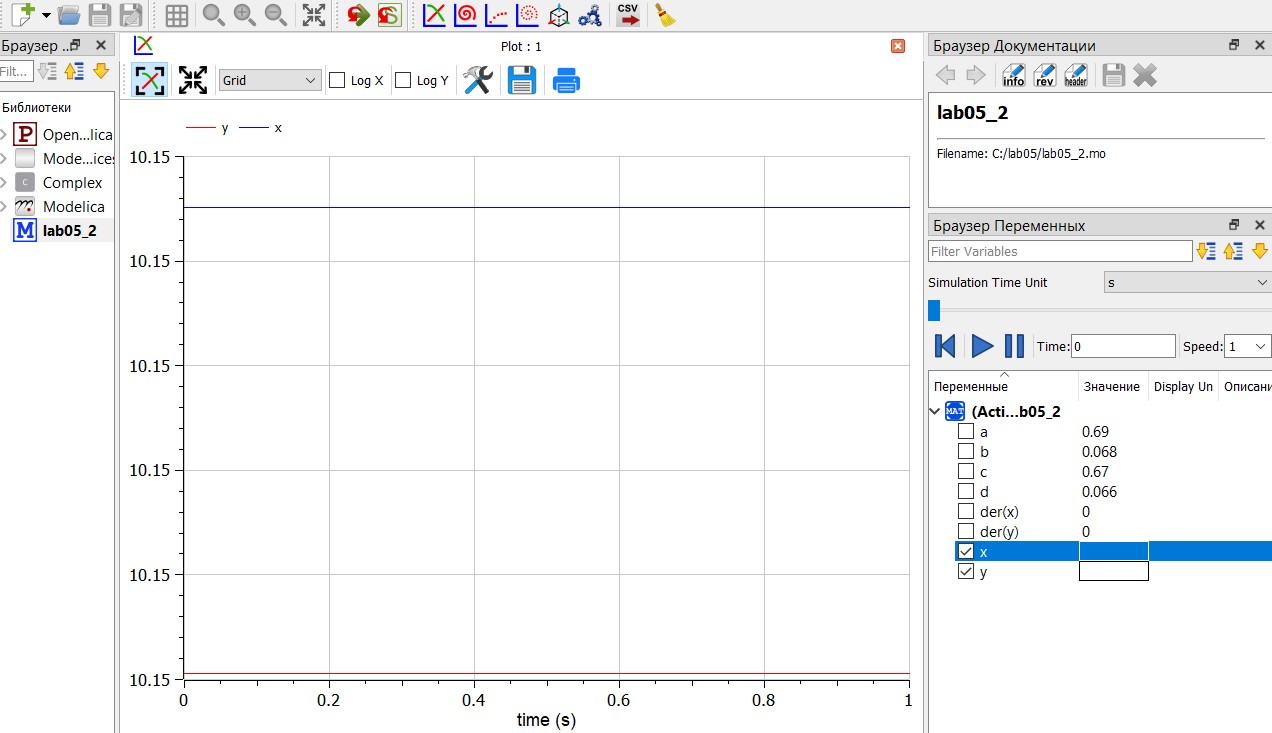 CSV
Браузер ..
Фilт...
Библиотеки
P Open...lica
Mode...ices
C Complex
Modelica
M lab05_2
Plot : 1
Grid
Log X
Log Y
y
x
10.15
10.15
10.15
10.15
10.15
10.15
0
0.2
0.4
0.6
0.8
1
time (s)
Браузер Документации
info
rev
header
lab05_2
Filename: C:/lab05/lab05_2.mo
Браузер Переменных
Filter Variables
Simulation Time Unit
s
Time: 0
Speed: 1
Переменные Значение Display Un Описани
MAT (Acti...b05_2
a 0.69
b 0.068
c 0.67
d 0.066
der(x) 0
der(y) 0
x
y